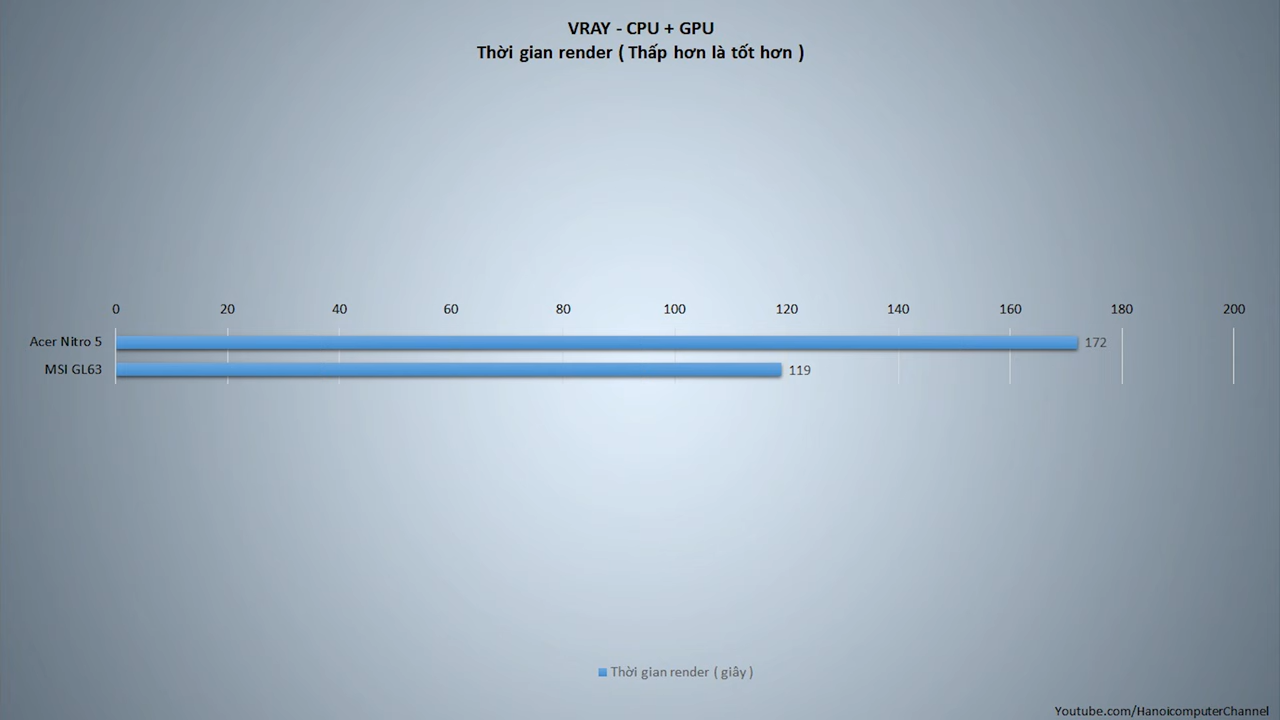 VRAY - CPU + GPU
Thời gian render ( Thấp hơn là tốt hơn )
0 20 40 60 80 100 120 140 160 180 200
Acer Nitro 5 172
MSI GL63 119
Thời gian render ( giây )
Youtube.com/HanoicomputerChannel